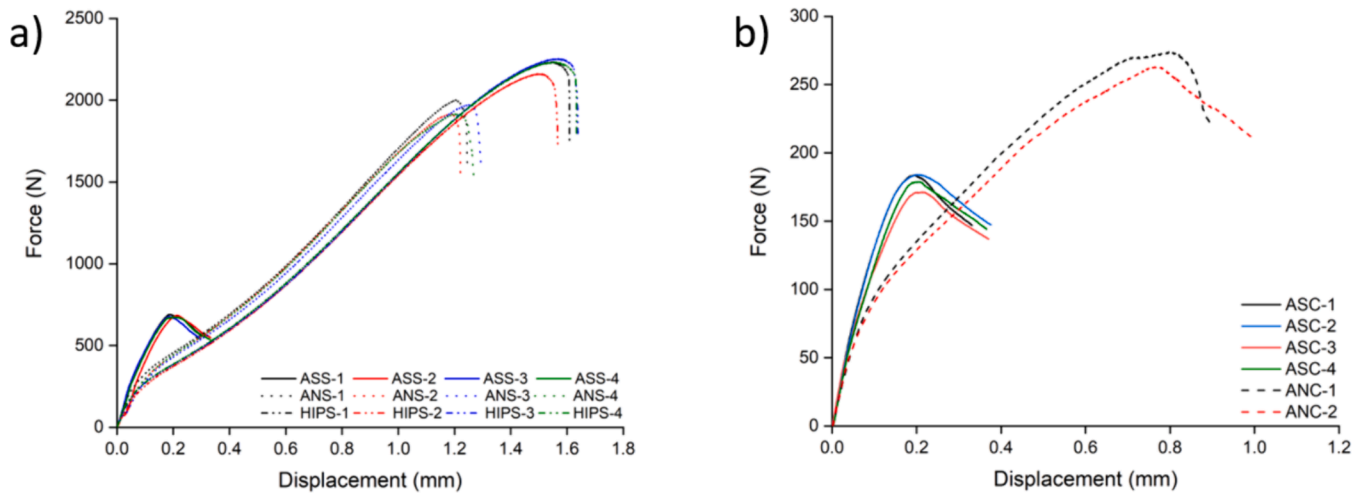 a)
2500
2000
1500
1000
500
0
Force (N)
ASS-1 ASS-2 ASS-3 ASS-4
ANS-1 ANS-2 ANS-3 ANS-4
HIPS-1 HIPS-2 HIPS-3 HIPS-4
0.0 0.2 0.4 0.6 0.8 1.0 1.2 1.4 1.6 1.8
Displacement (mm)
b)
300
250
200
150
100
50
0
Force (N)
ASC-1
ASC-2
ASC-3
ASC-4
ANC-1
ANC-2
0.0 0.2 0.4 0.6 0.8 1.0 1.2
Displacement (mm)